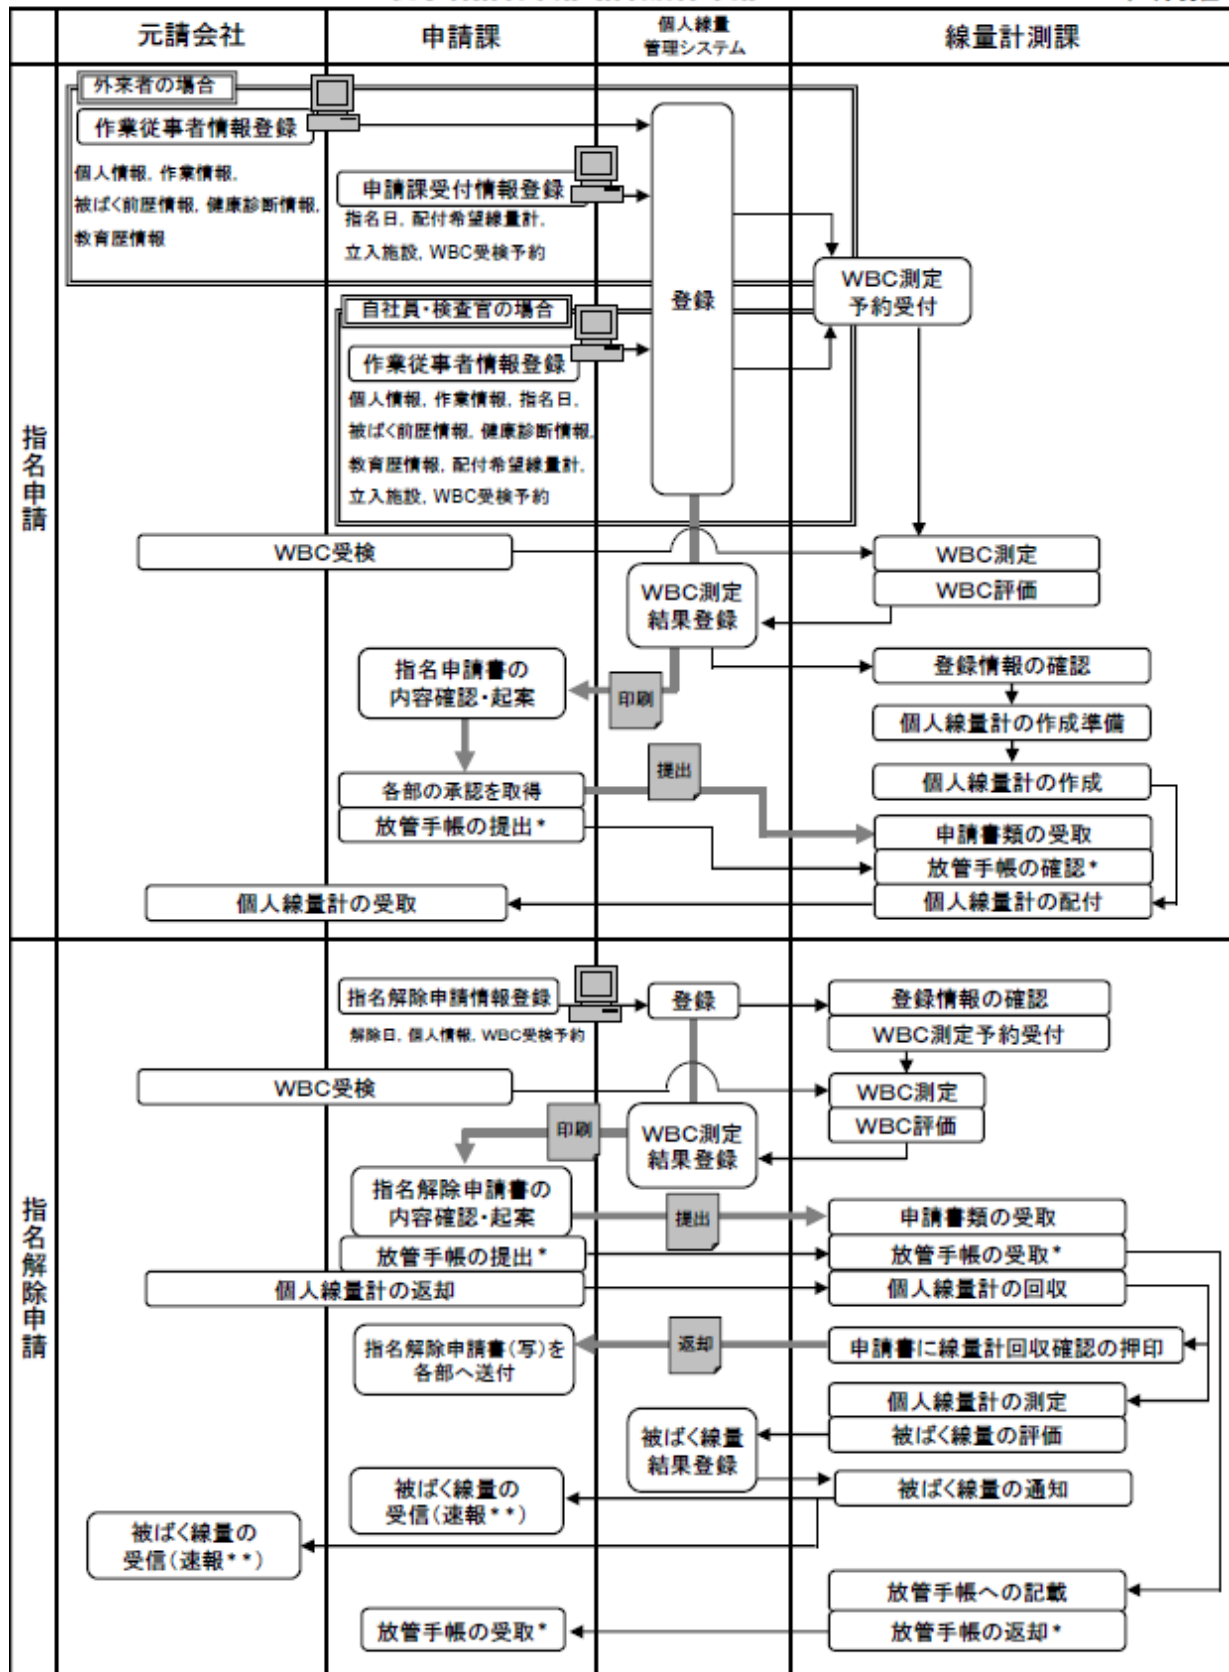 元請会社
申請課
個人線量
管理システム
線量計測課
指名申請
外来者の場合
作業従事者情報登録
個人情報, 作業情報,
被ばく前歴情報, 健康診断情報,
教育歴情報
申請課受付情報登録
指名日, 配付希望線量計,
立入施設, WBC受検予約
自社員・検査官の場合
作業従事者情報登録
個人情報, 作業情報, 指名日,
被ばく前歴情報, 健康診断情報,
教育歴情報, 配付希望線量計,
立入施設, WBC受検予約
登録
WBC測定
予約受付
WBC受検
WBC測定
WBC評価
WBC測定
結果登録
指名申請書の
内容確認・起案
印刷
登録情報の確認
個人線量計の作成準備
個人線量計の作成
各部の承認を取得
提出
放管手帳の提出*
申請書類の受取
放管手帳の確認*
個人線量計の配付
個人線量計の受取
指名解除申請
指名解除申請情報登録
解除日, 個人情報, WBC受検予約
登録
登録情報の確認
WBC測定予約受付
WBC受検
WBC測定
WBC評価
印刷
WBC測定
結果登録
指名解除申請書の
内容確認・起案
提出
申請書類の受取
放管手帳の提出*
放管手帳の受取*
個人線量計の返却
個人線量計の回収
指名解除申請書(写)を
各部へ送付
返却
申請書に線量計回収確認の押印
個人線量計の測定
被ばく線量の評価
被ばく線量
結果登録
被ばく線量の通知
被ばく線量の
受信(速報**)
被ばく線量の
受信(速報**)
放管手帳への記載
放管手帳の受取*
放管手帳の返却*